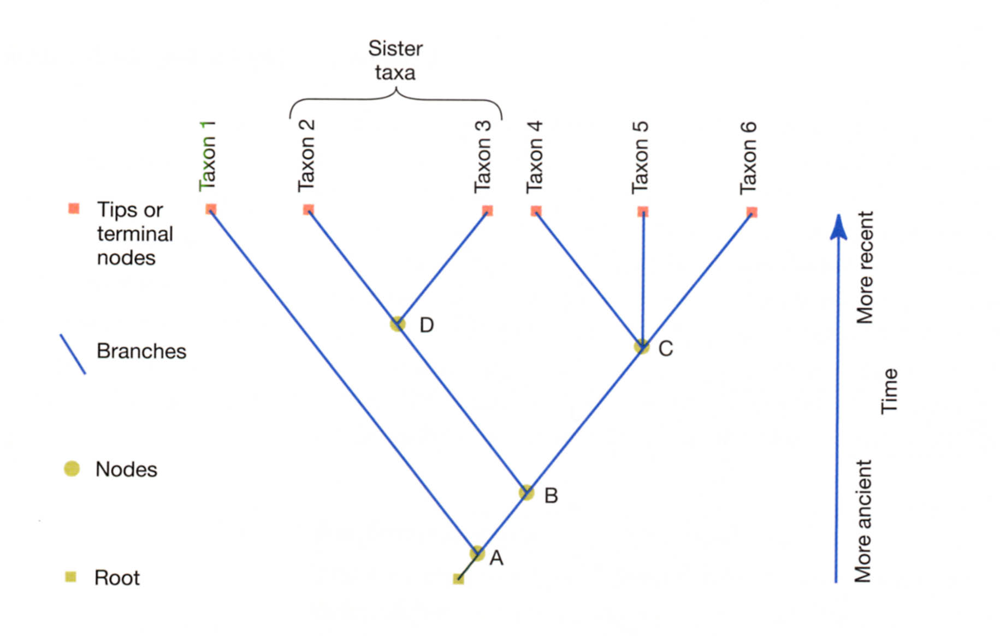 Sister
taxa
Taxon 1
Taxon 2
Taxon 3
Taxon 4
Taxon 5
Taxon 6
Tips or
terminal
nodes
Branches
Nodes
Root
D
C
B
A
More recent
Time
More ancient